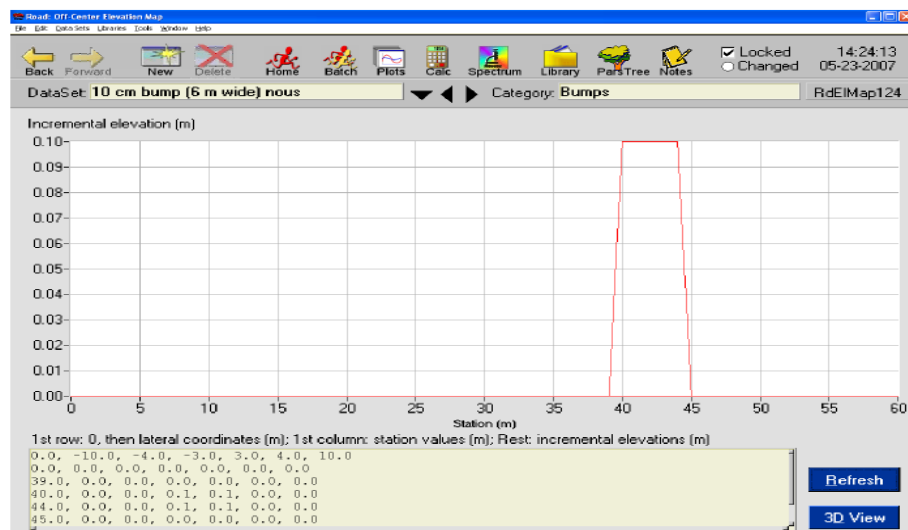 Road: Off-Center Elevation Map
File Edit Data Sets Libraries Tools Window Help
Back Forward New Delete Home Batch Plots Calc Spectrum Library ParsTree Notes Locked 14:24:13
Changed 05-23-2007
DataSet: 10 cm bump (6 m wide) nous Category: Bumps RdElMap124
Incremental elevation (m)
0.10
0.09
0.08
0.07
0.06
0.05
0.04
0.03
0.02
0.01
0.00
0 5 10 15 20 25 30 35 40 45 50 55 60
Station (m)
1st row: 0, then lateral coordinates (m); 1st column: station values (m); Rest: incremental elevations (m)
0.0, -10.0, -4.0, -3.0, 3.0, 4.0, 10.0
0.0, 0.0, 0.0, 0.0, 0.0, 0.0, 0.0
39.0, 0.0, 0.0, 0.0, 0.0, 0.0, 0.0
40.0, 0.0, 0.0, 0.1, 0.1, 0.0, 0.0
44.0, 0.0, 0.0, 0.1, 0.1, 0.0, 0.0
45.0, 0.0, 0.0, 0.0, 0.0, 0.0, 0.0
Refresh
3D View